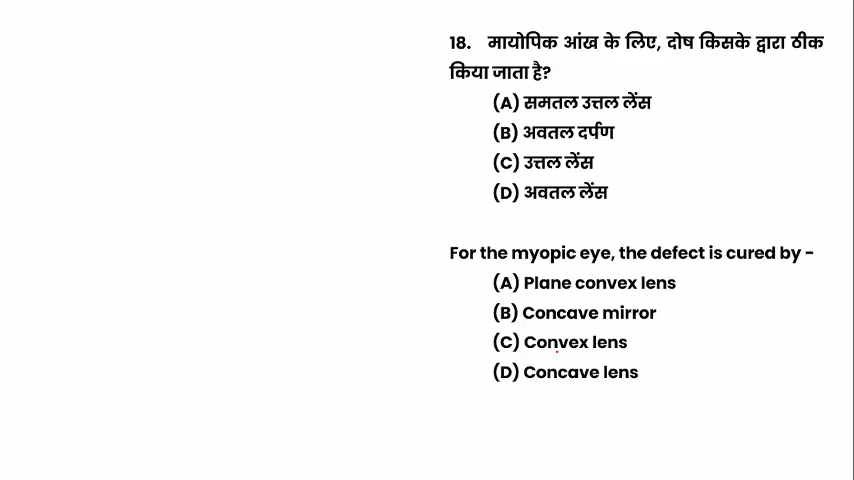 18. मायोपिक आंख के लिए, दोष किसके द्वारा ठीक
किया जाता है?
(A) समतल उत्तल लेंस
(B) अवतल दर्पण
(C) उत्तल लेंस
(D) अवतल लेंस
For the myopic eye, the defect is cured by -
(A) Plane convex lens
(B) Concave mirror
(C) Convex lens
(D) Concave lens